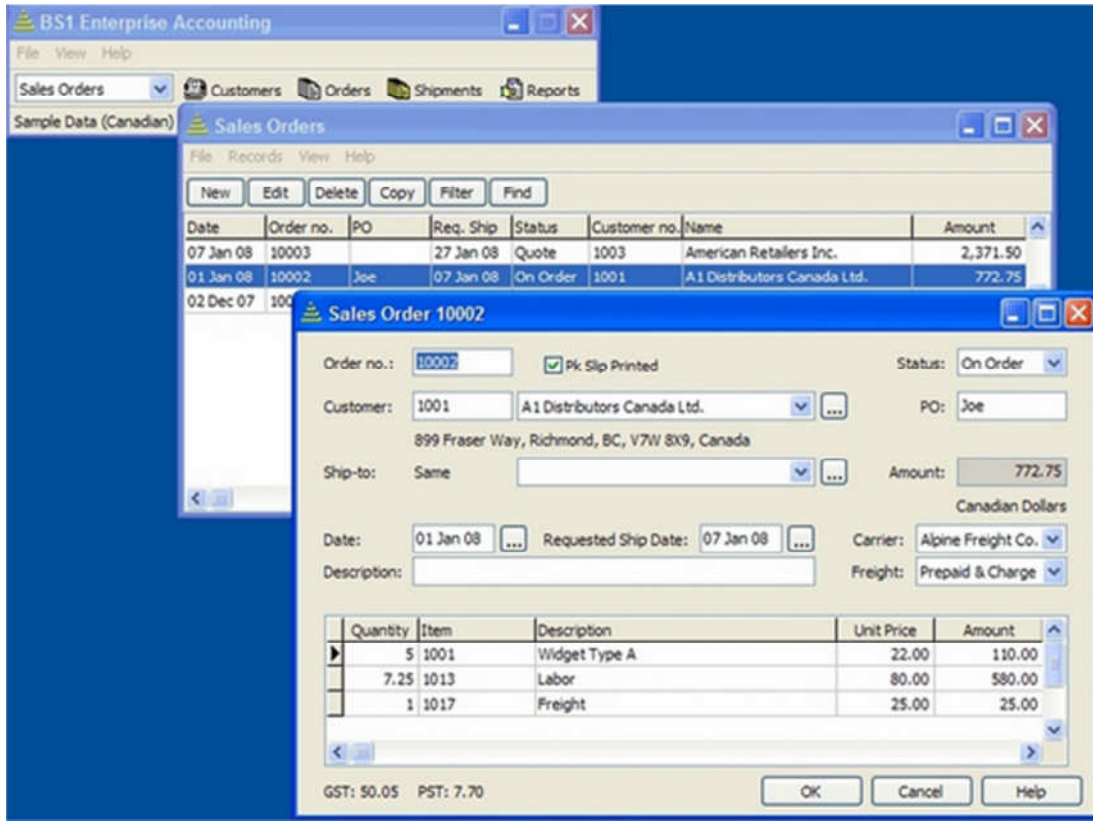 BS1 Enterprise Accounting
File View Help
Sales Orders Customers Orders Shipments Reports
Sample Data (Canadian)
Sales Orders
File Records View Help
New Edit Delete Copy Filter Find
Date Order no. PO Req. Ship Status Customer no. Name Amount
07 Jan 08 10003 27 Jan 08 Quote 1003 American Retailers Inc. 2,371.50
01 Jan 08 10002 Joe 07 Jan 08 On Order 1001 A1 Distributors Canada Ltd. 772.75
02 Dec 07
Sales Order 10002
Order no.: 10002 Pk Slip Printed Status: On Order
Customer: 1001 A1 Distributors Canada Ltd. ... PO: Joe
899 Fraser Way, Richmond, BC, V7W 8X9, Canada
Ship-to: Same ... Amount: 772.75
Canadian Dollars
Date: 01 Jan 08 ... Requested Ship Date: 07 Jan 08 ... Carrier: Alpine Freight Co.
Description: Freight: Prepaid & Charge
Quantity Item Description Unit Price Amount
5 1001 Widget Type A 22.00 110.00
7.25 1013 Labor 80.00 580.00
1 1017 Freight 25.00 25.00
GST: 50.05 PST: 7.70 OK Cancel Help